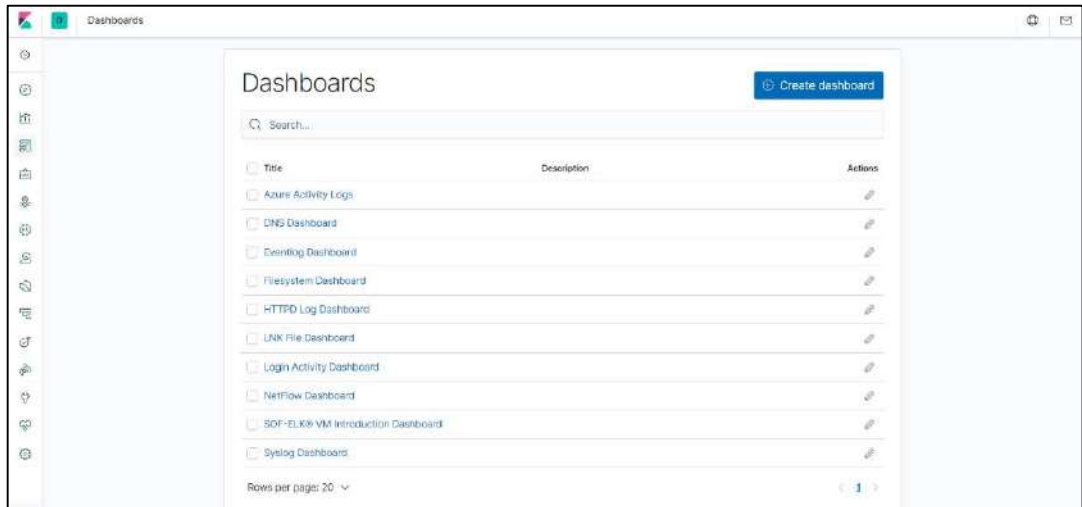 D Dashboards
Dashboards
Create dashboard
Search...
Title Description Actions
Azure Activity Logs
DNS Dashboard
Eventlog Dashboard
Filesystem Dashboard
HTTPD Log Dashboard
LNK File Dashboard
Login Activity Dashboard
NetFlow Dashboard
SOF-ELK® VM Introduction Dashboard
Syslog Dashboard
Rows per page: 20 < 1 >